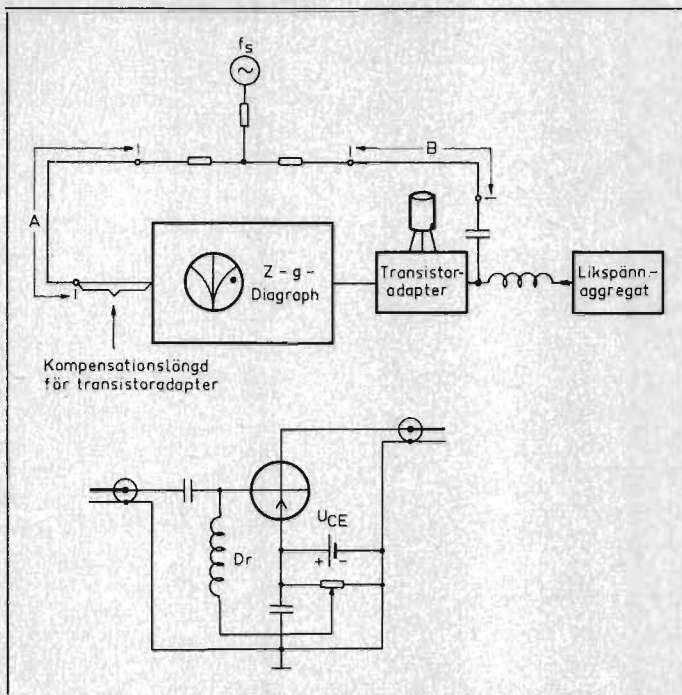 fs
A
B
Z - g -
Diagraph
Transistor-
adapter
Likspänn.-
aggregat
Kompensationslängd
för transistoradapter
UCE
+ -
Dr